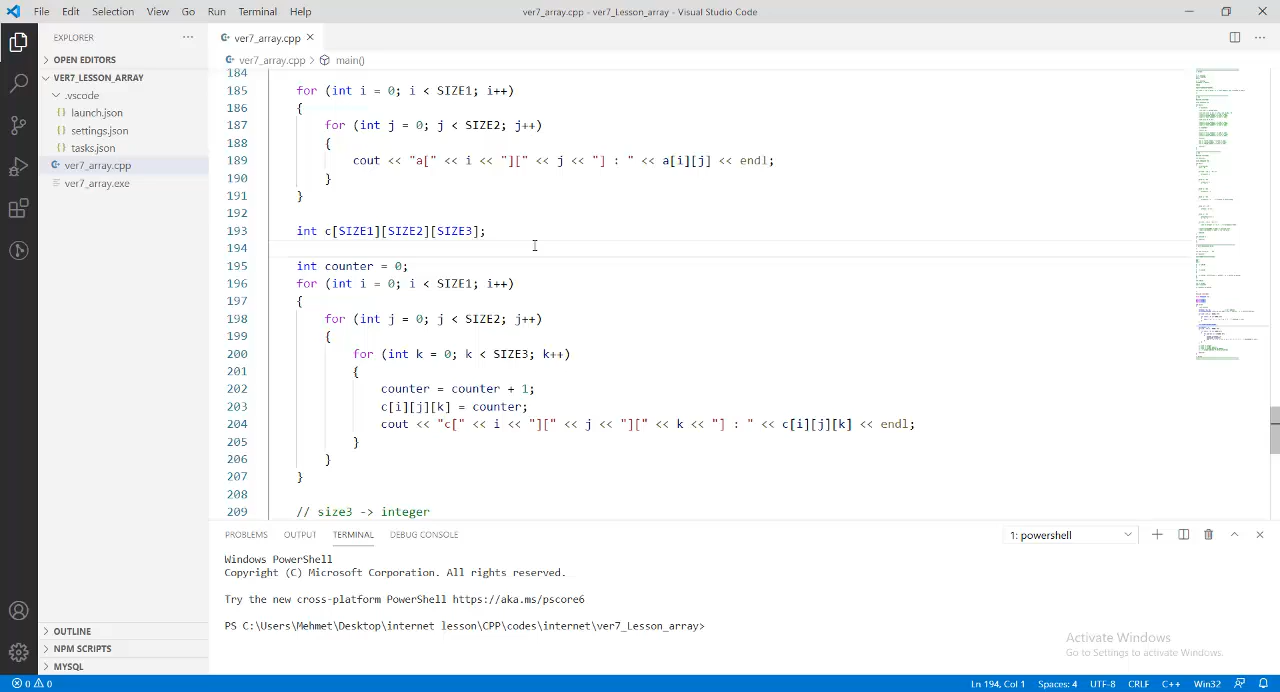 File Edit Selection View Go Run Terminal Help
ver7_array.cpp - ver7_Lesson_array - Visual Studio Code
EXPLORER
OPEN EDITORS
VER7_LESSON_ARRAY
.vscode
launch.json
settings.json
tasks.json
ver7_array.cpp
ver7_array.exe
OUTLINE
NPM SCRIPTS
MYSQL
ver7_array.cpp
ver7_array.cpp > main()
184
185 for (int i = 0; i < SIZE1; i++)
186 {
187 for (int j = 0; j < SIZE2; j++)
188 {
189 cout << "a[" << i << "][" << j << "] : " << a[i][j] << endl;
190 }
191 }
192
193 int c[SIZE1][SIZE2][SIZE3];
194
195 int counter = 0;
196 for (int i = 0; i < SIZE1; i++)
197 {
198 for (int j = 0; j < SIZE2; j++)
199 {
200 for (int k = 0; k < SIZE3; k++)
201 {
202 counter = counter + 1;
203 c[i][j][k] = counter;
204 cout << "c[" << i << "][" << j << "][" << k << "] : " << c[i][j][k] << endl;
205 }
206 }
207 }
208
209 // size3 -> integer
PROBLEMS OUTPUT TERMINAL DEBUG CONSOLE
1: powershell
Windows PowerShell
Copyright (C) Microsoft Corporation. All rights reserved.
Try the new cross-platform PowerShell https://aka.ms/pscore6
PS C:\Users\Mehmet\Desktop\internet lesson\CPP\codes\internet\ver7_Lesson_array>
Activate Windows
Go to Settings to activate Windows.
0 0
Ln 194, Col 1 Spaces: 4 UTF-8 CRLF C++ Win32